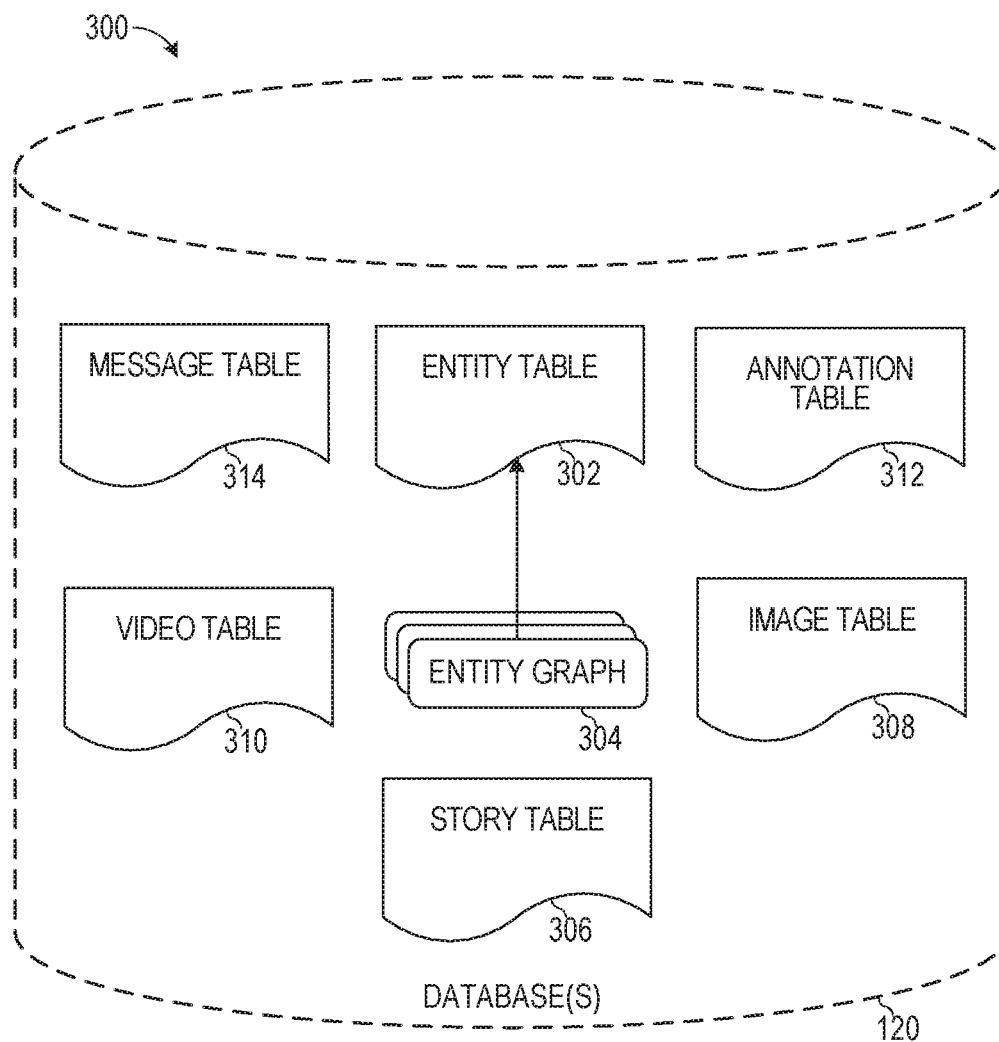 300
MESSAGE TABLE
314
ENTITY TABLE
302
ANNOTATION
TABLE
312
VIDEO TABLE
310
ENTITY GRAPH
304
IMAGE TABLE
308
STORY TABLE
306
DATABASE(S)
120